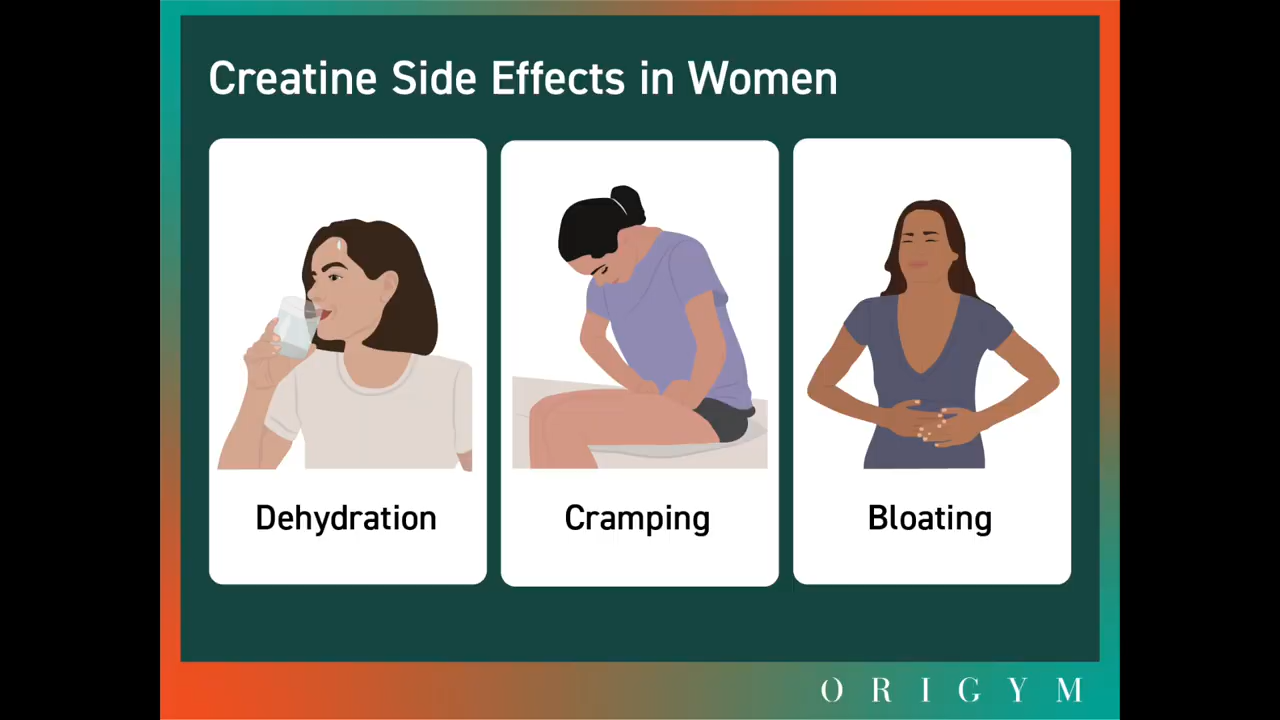 Creatine Side Effects in Women
Dehydration
Cramping
Bloating
ORIGYM